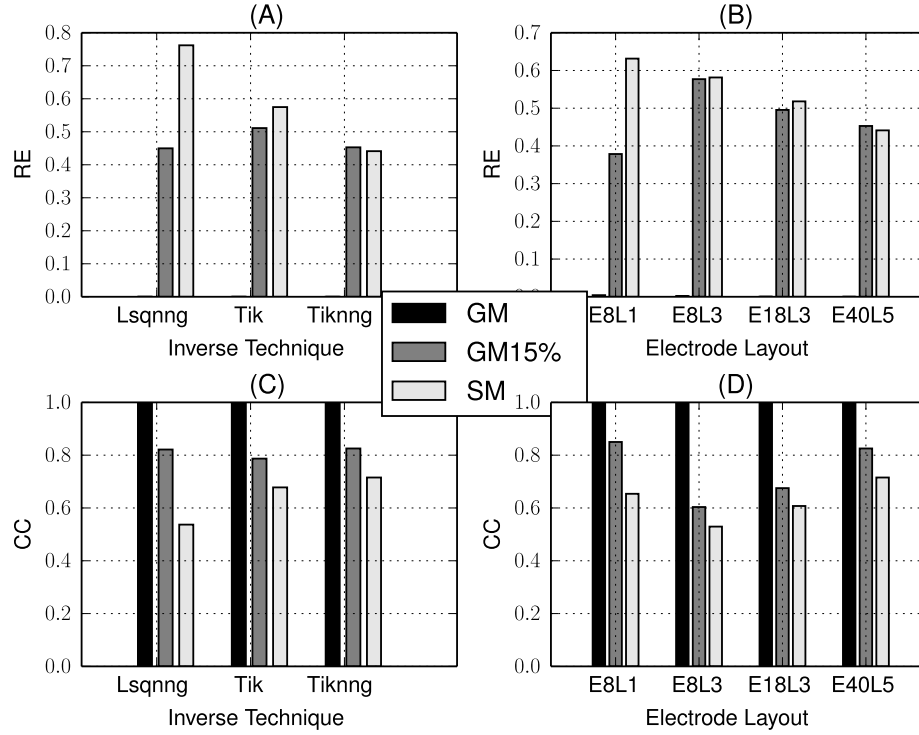 (A)
0.8
0.7
0.6
0.5
0.4
0.3
0.2
0.1
0.0
RE
Lsqnng Tik Tiknng
Inverse Technique
(B)
0.7
0.6
0.5
0.4
0.3
0.2
0.1
RE
E8L1 E8L3 E18L3 E40L5
Electrode Layout
GM
GM15%
SM
(C)
1.0
0.8
0.6
0.4
0.2
0.0
CC
Lsqnng Tik Tiknng
Inverse Technique
(D)
1.0
0.8
0.6
0.4
0.2
0.0
CC
E8L1 E8L3 E18L3 E40L5
Electrode Layout